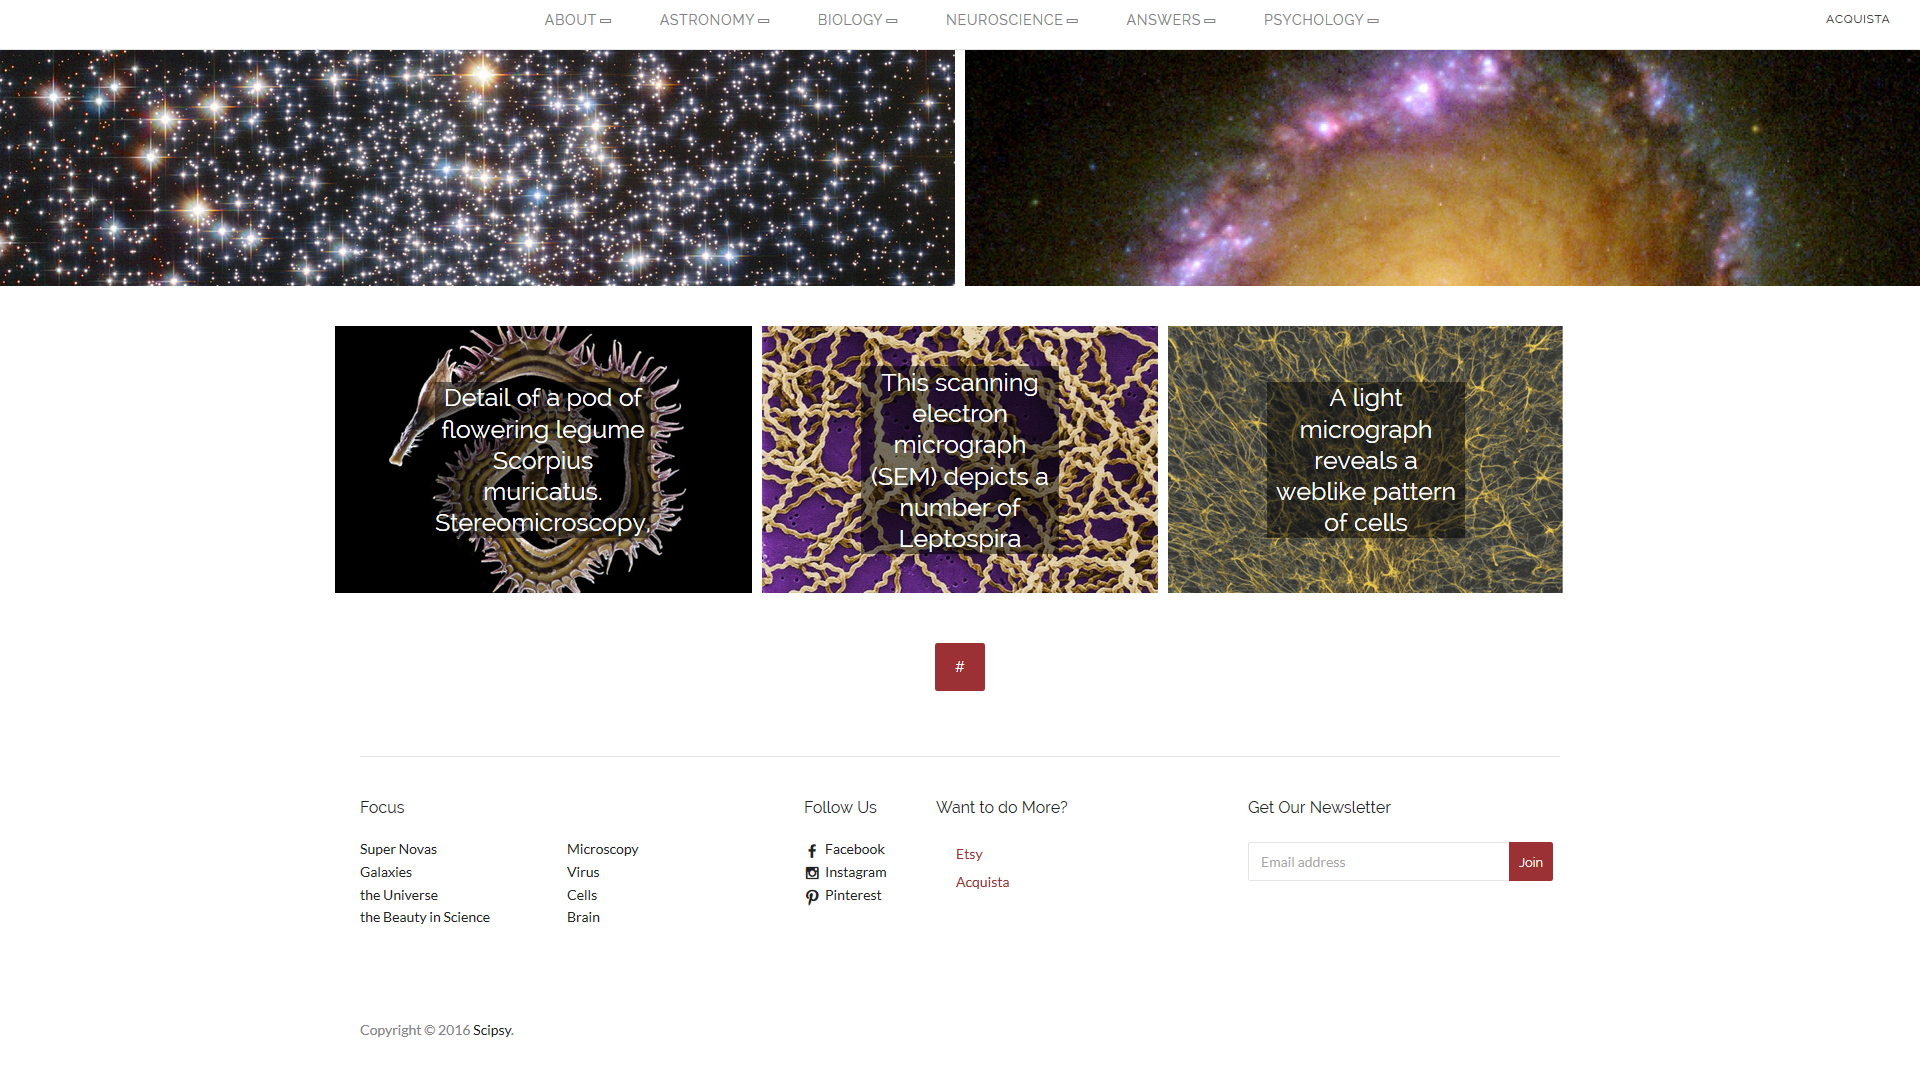 ABOUT ASTRONOMY BIOLOGY NEUROSCIENCE ANSWERS PSYCHOLOGY ACQUISTA
Detail of a pod of
flowering legume
Scorpius
muricatus.
Stereomicroscopy,
This scanning
electron
micrograph
(SEM) depicts a
number of
Leptospira
A light
micrograph
reveals a
weblike pattern
of cells
#
Focus
Super Novas
Galaxies
the Universe
the Beauty in Science
Microscopy
Virus
Cells
Brain
Follow Us
Facebook
Instagram
Pinterest
Want to do More?
Etsy
Acquista
Get Our Newsletter
Email address
Join
Copyright © 2016 Scipsy.